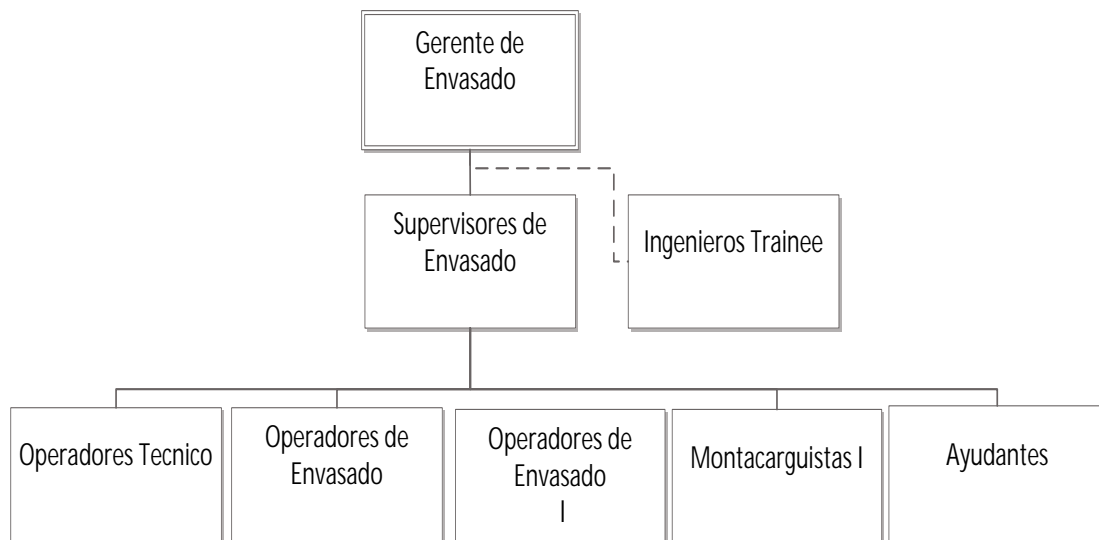 Gerente de
Envasado
Supervisores de
Envasado
Ingenieros Trainee
Operadores Tecnico
Operadores de
Envasado
Operadores de
Envasado
I
Montacarguistas I
Ayudantes